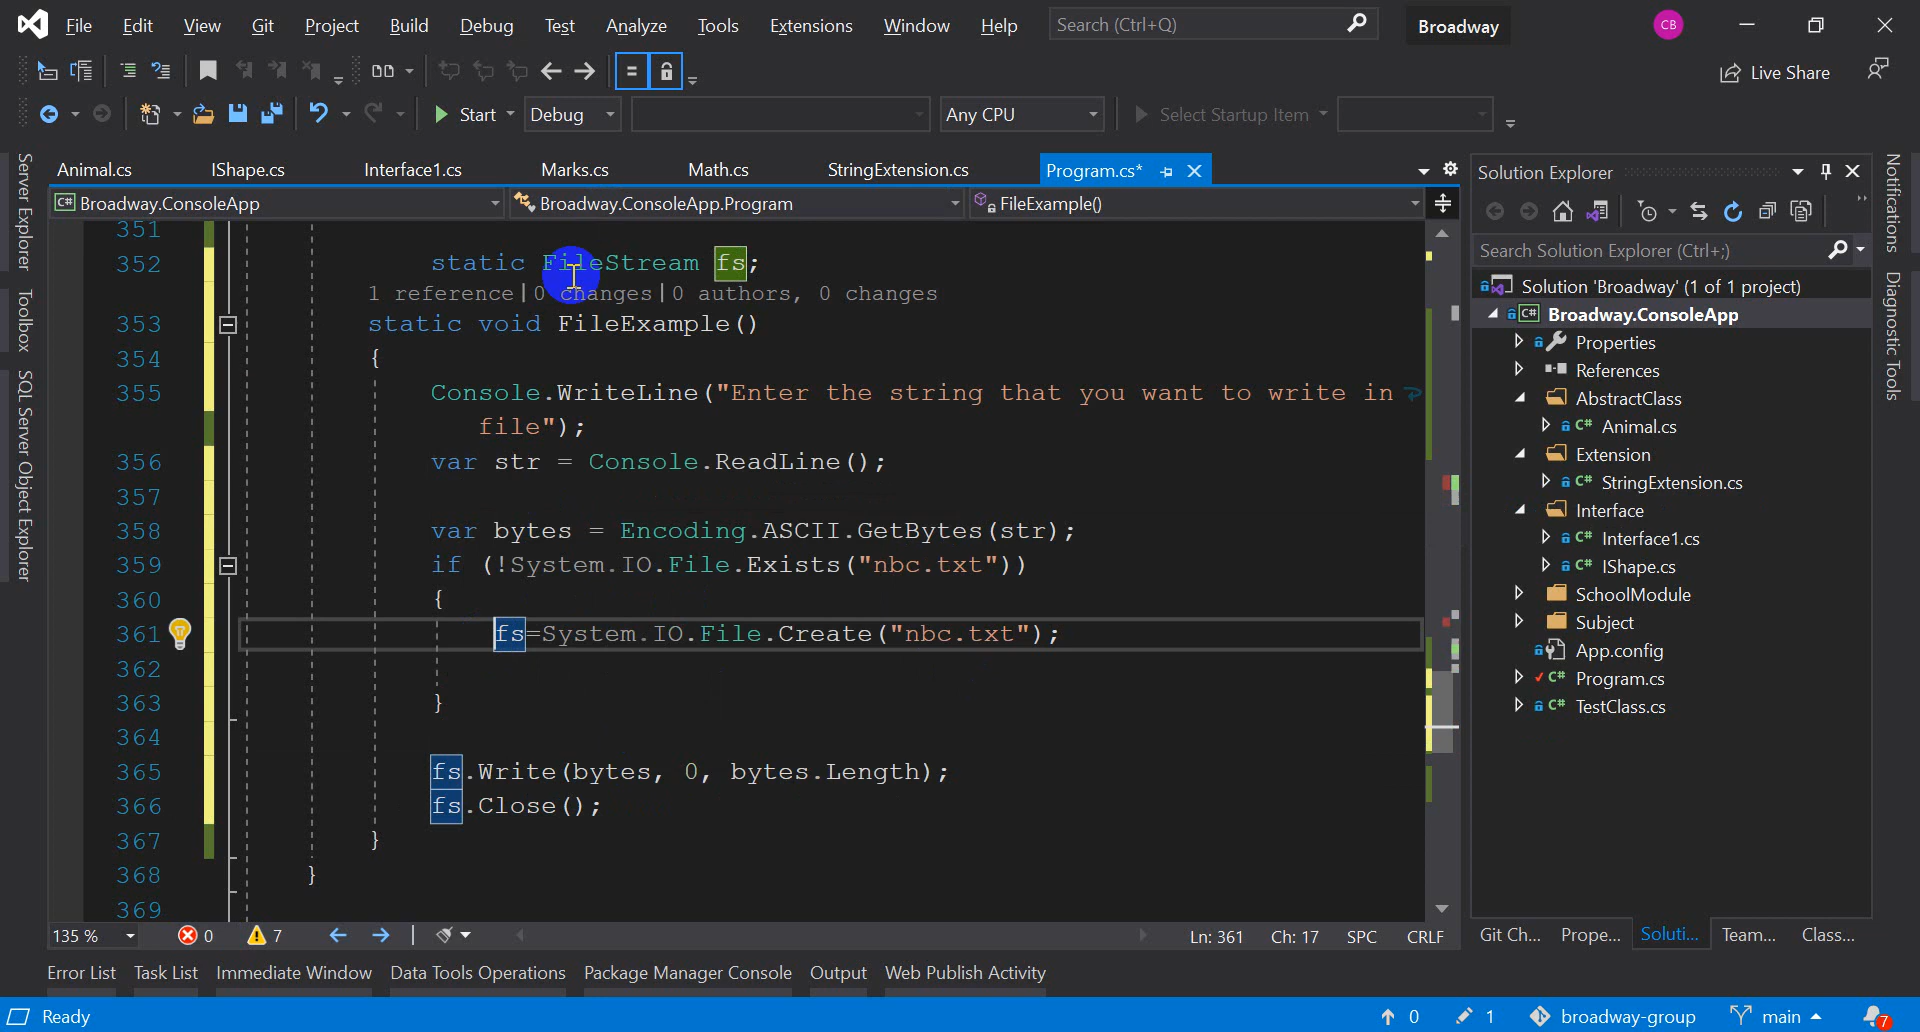 File Edit View Git Project Build Debug Test Analyze Tools Extensions Window Help Search (Ctrl+Q) Broadway CB
Live Share
Start Debug Any CPU Select Startup Item
Animal.cs IShape.cs Interface1.cs Marks.cs Math.cs StringExtension.cs Program.cs*
C# Broadway.ConsoleApp Broadway.ConsoleApp.Program FileExample()
351
352 static FileStream fs;
1 reference|0 changes|0 authors, 0 changes
353 static void FileExample()
354 {
355 Console.WriteLine("Enter the string that you want to write in
file");
356 var str = Console.ReadLine();
357
358 var bytes = Encoding.ASCII.GetBytes(str);
359 if (!System.IO.File.Exists("nbc.txt"))
360 {
361 fs=System.IO.File.Create("nbc.txt");
362
363 }
364
365 fs.Write(bytes, 0, bytes.Length);
366 fs.Close();
367 }
368 }
369
135 % 0 7 Ln: 361 Ch: 17 SPC CRLF
Error List Task List Immediate Window Data Tools Operations Package Manager Console Output Web Publish Activity
Ready 0 1 broadway-group main 7
Server Explorer
Toolbox
SQL Server Object Explorer
Solution Explorer
Search Solution Explorer (Ctrl+;)
Solution 'Broadway' (1 of 1 project)
C# Broadway.ConsoleApp
Properties
References
AbstractClass
C# Animal.cs
Extension
C# StringExtension.cs
Interface
C# Interface1.cs
C# IShape.cs
SchoolModule
Subject
App.config
C# Program.cs
C# TestClass.cs
Git Ch... Prope... Soluti... Team... Class...
Notifications
Diagnostic Tools